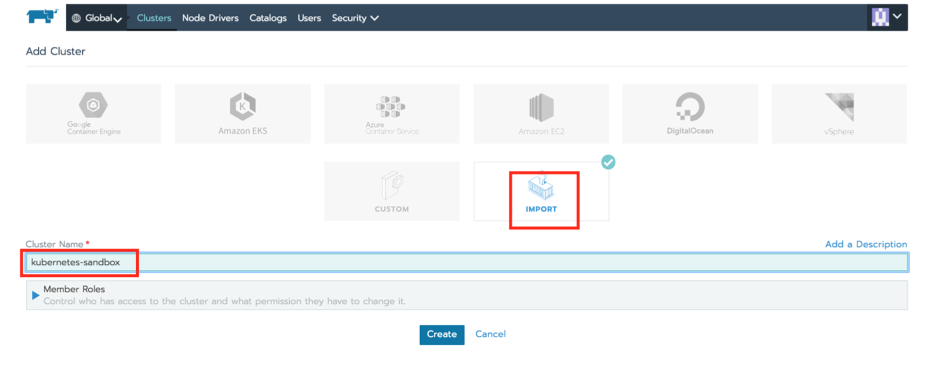 Global Clusters Node Drivers Catalogs Users Security
Add Cluster
Google
Container Engine
Amazon EKS
Azure
Container Service
Amazon EC2
DigitalOcean
vSphere
CUSTOM
IMPORT
Cluster Name*
Add a Description
kubernetes-sandbox
Member Roles
Control who has access to the cluster and what permission they have to change it.
Create Cancel